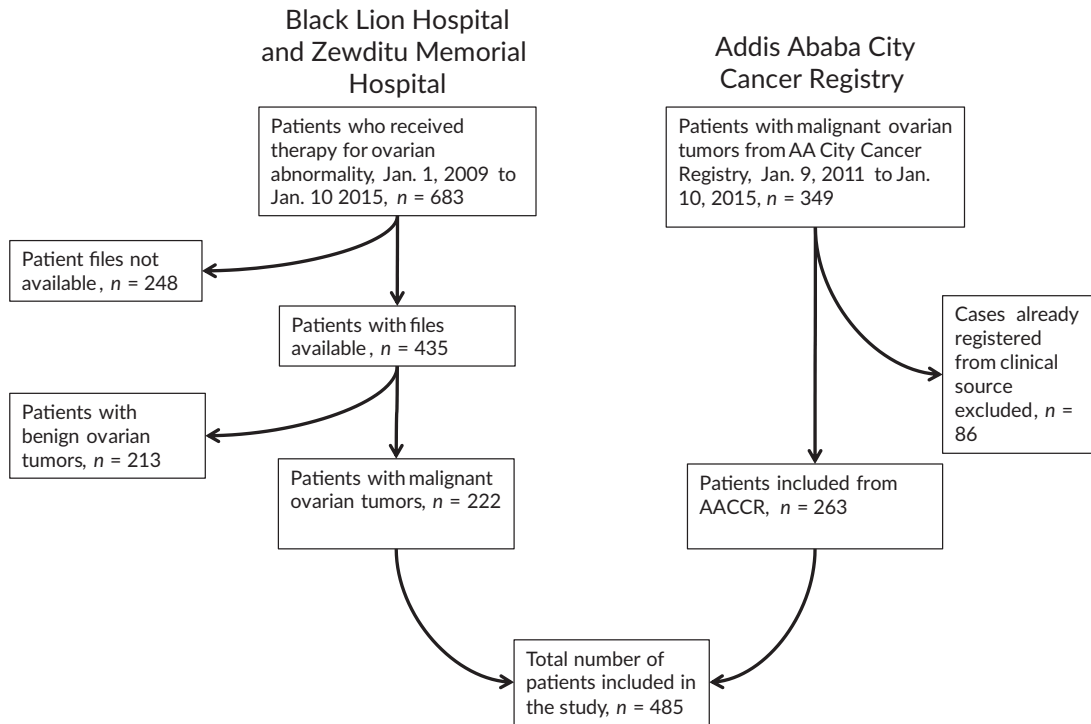 Black Lion Hospital
and Zewditu Memorial
Hospital
Addis Ababa City
Cancer Registry
Patients who received
therapy for ovarian
abnormality, Jan. 1, 2009 to
Jan. 10 2015, n = 683
Patients with malignant ovarian
tumors from AA City Cancer
Registry, Jan. 9, 2011 to Jan.
10, 2015, n = 349
Patient files not
available, n = 248
Patients with files
available, n = 435
Cases already
registered
from clinical
source
excluded, n =
86
Patients with
benign ovarian
tumors, n = 213
Patients with malignant
ovarian tumors, n = 222
Patients included from
AACCR, n = 263
Total number of
patients included in
the study, n = 485